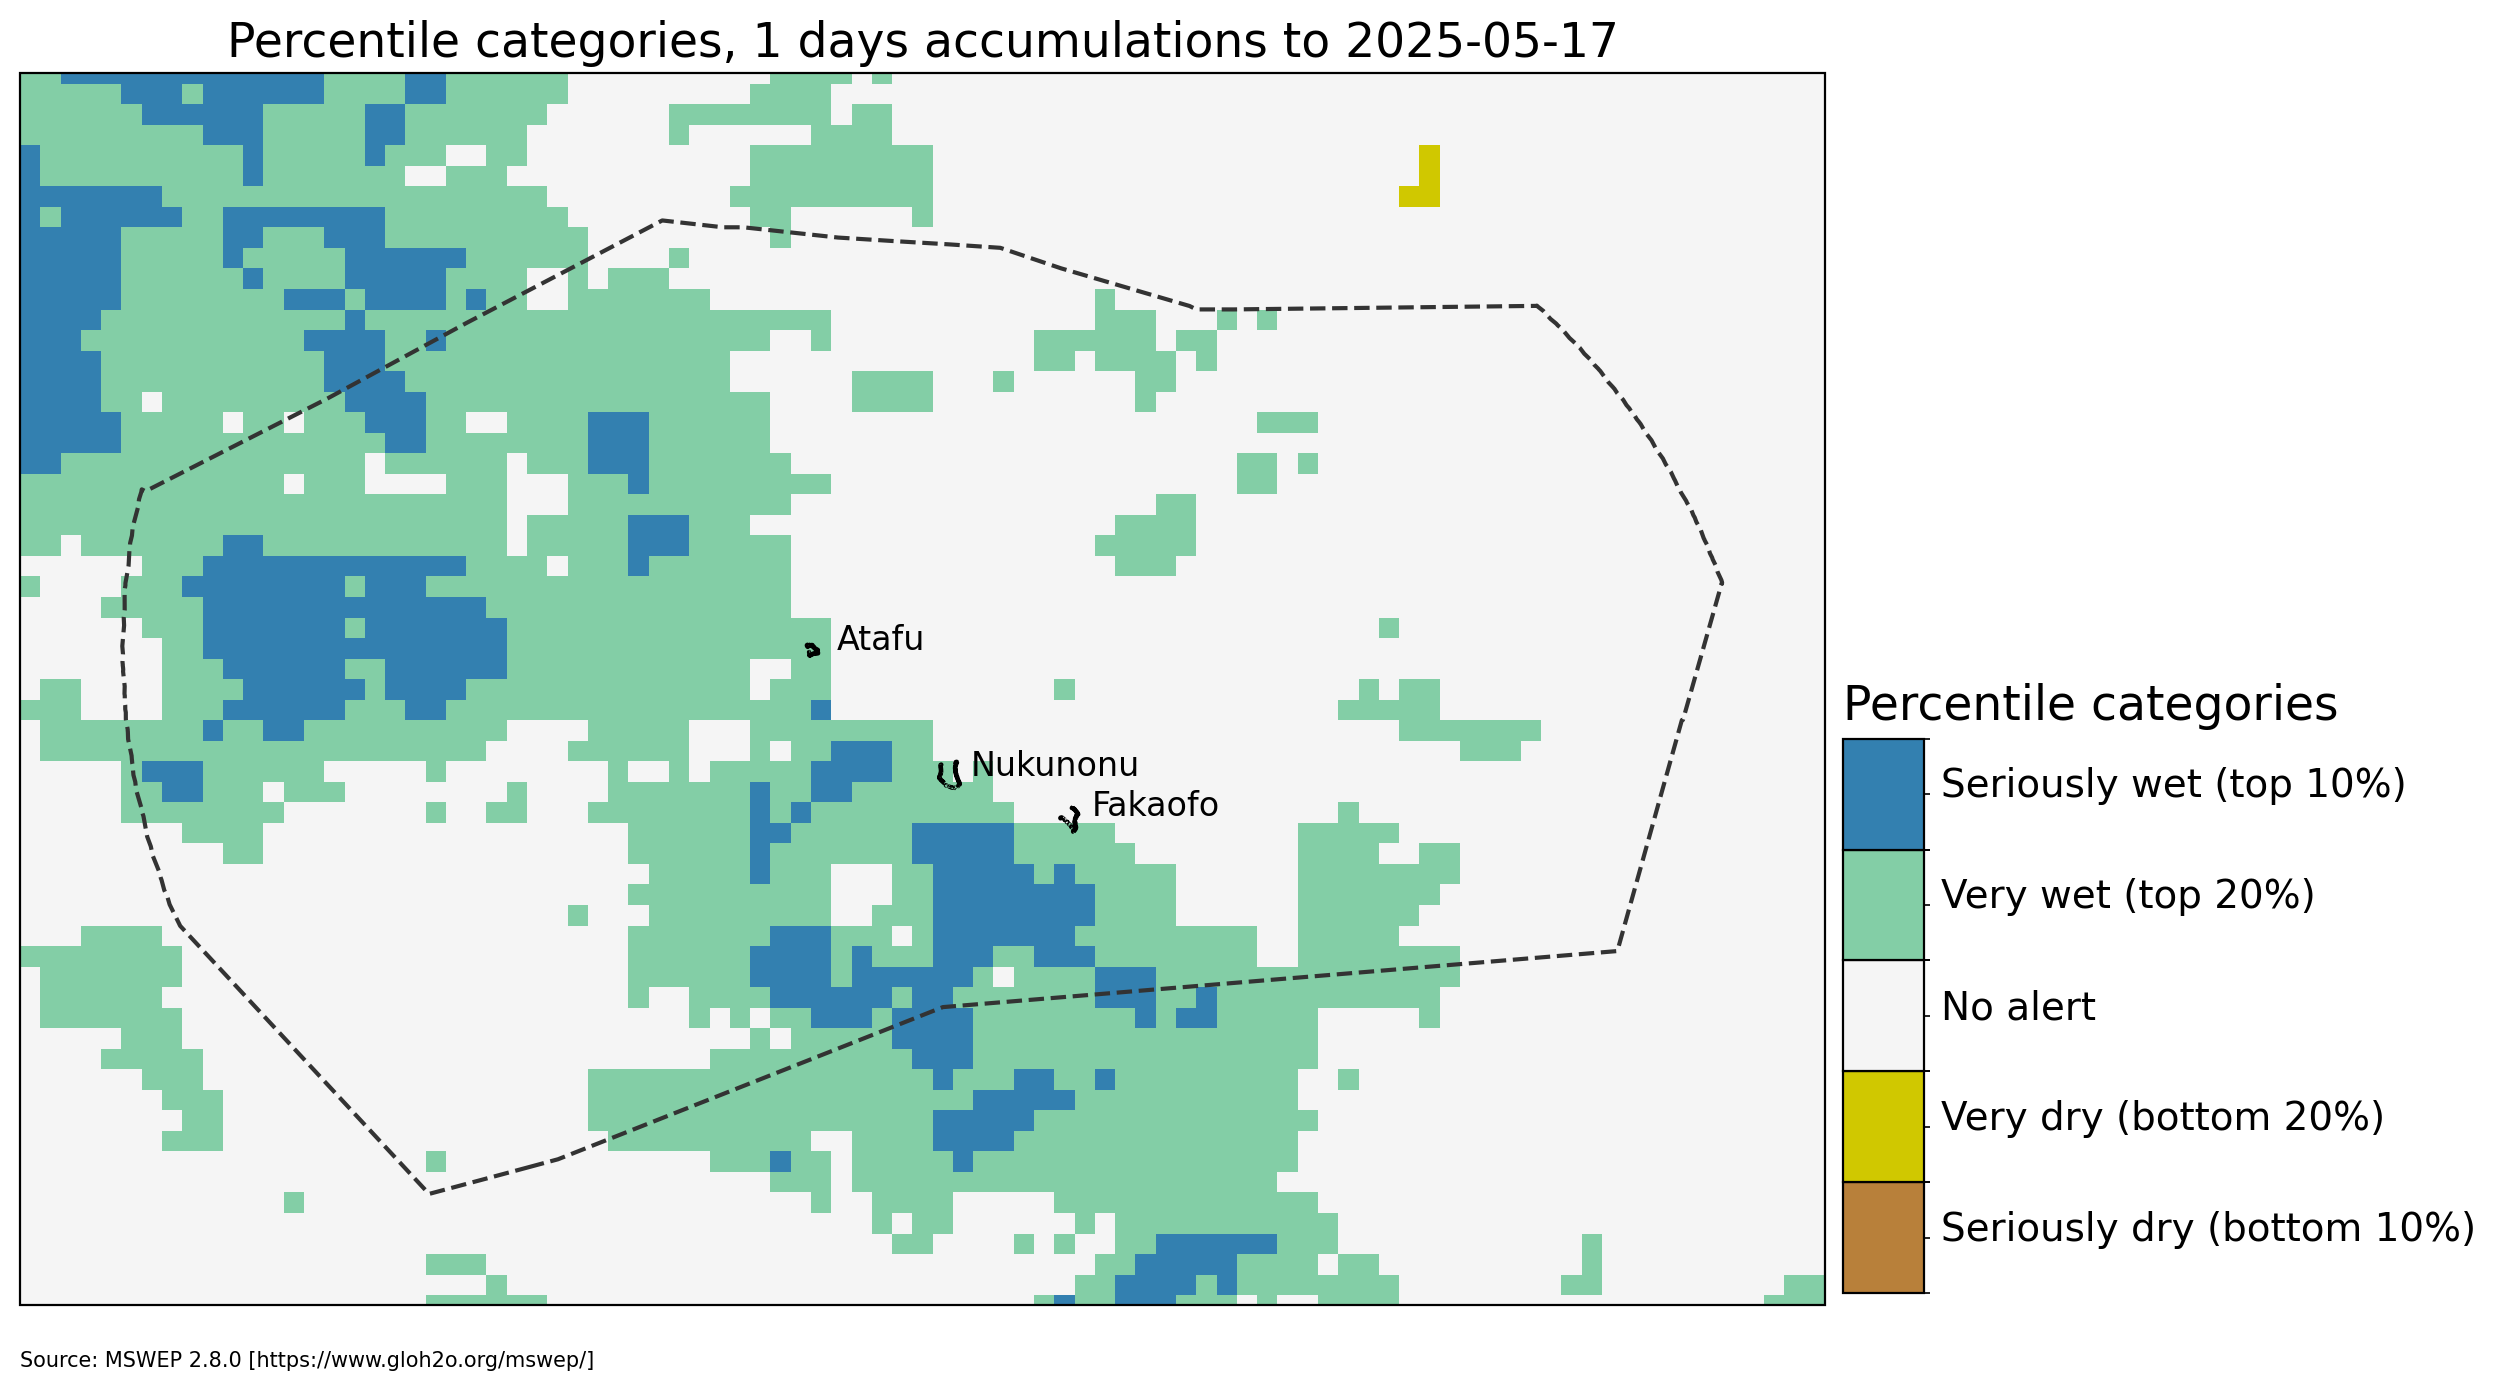 Percentile categories, 1 days accumulations to 2025-05-17
Atafu
Nukunonu
Fakaofo
Percentile categories
Seriously wet (top 10%)
Very wet (top 20%)
No alert
Very dry (bottom 20%)
Seriously dry (bottom 10%)
Source: MSWEP 2.8.0 [https://www.gloh2o.org/mswep/]